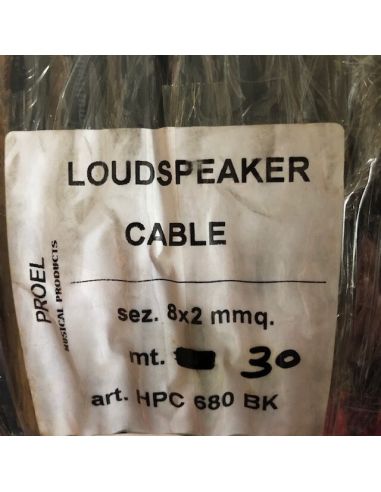 LOUDSPEAKER
CABLE
PROEL
MUSICAL PRODUCTS
sez. 8x2 mmq.
mt. 30
art. HPC 680 BK